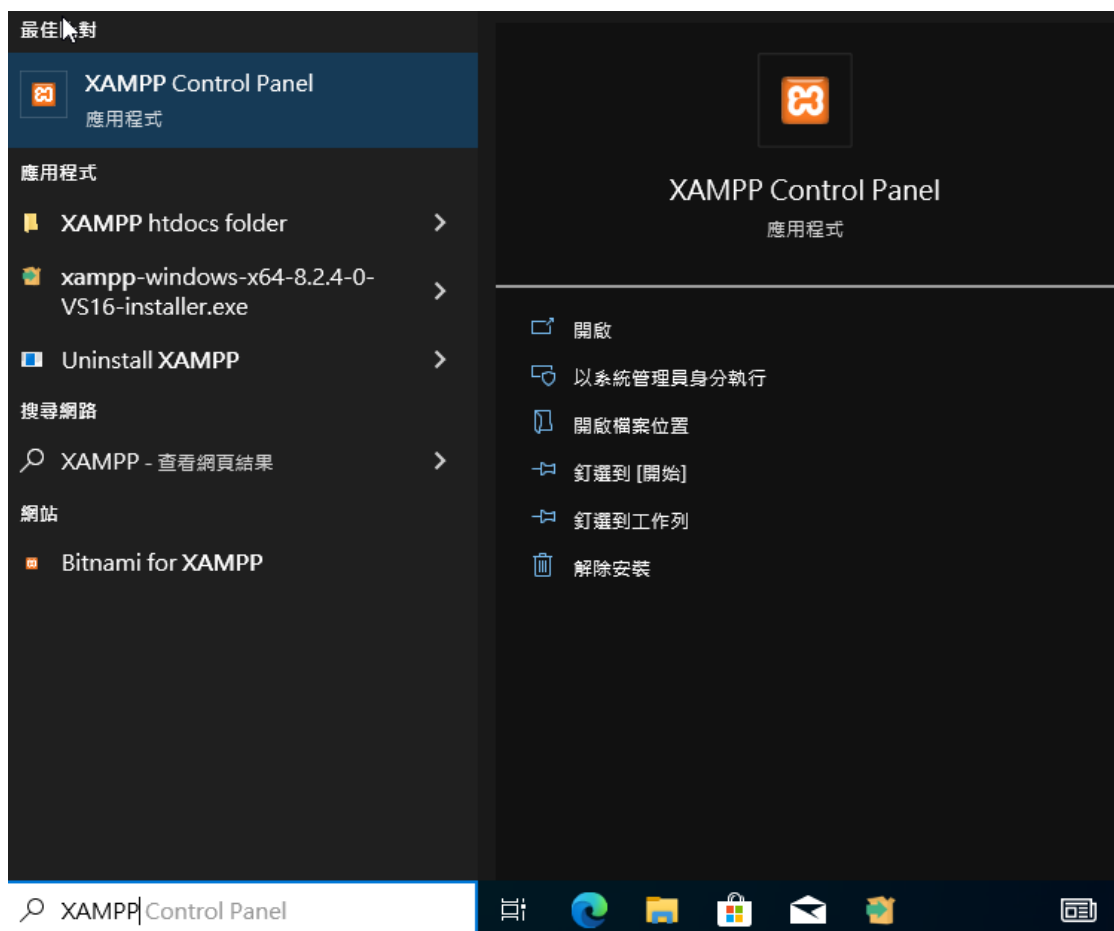 最佳比對
XAMPP Control Panel
應用程式
應用程式
XAMPP htdocs folder
xampp-windows-x64-8.2.4-0-
VS16-installer.exe
Uninstall XAMPP
搜尋網路
XAMPP - 查看網頁結果
網站
Bitnami for XAMPP
XAMPP Control Panel
應用程式
開啟
以系統管理員身分執行
開啟檔案位置
釘選到 [開始]
釘選到工作列
解除安裝
XAMPP Control Panel